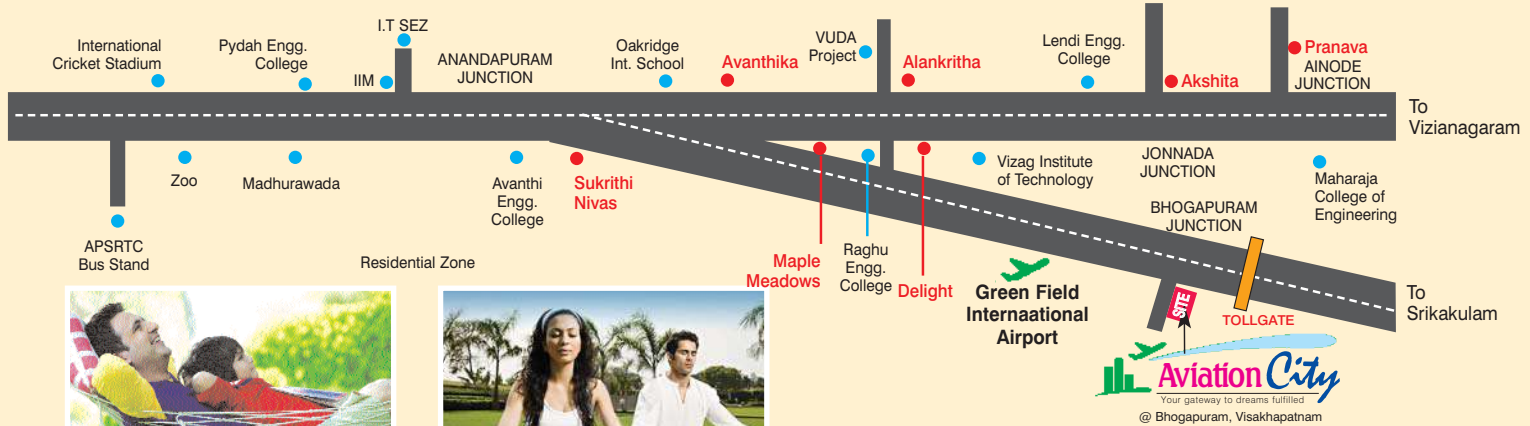 I.T SEZ
International
Cricket Stadium
Pydah Engg.
College
IIM
ANANDAPURAM
JUNCTION
Oakridge
Int. School
Avanthika
VUDA
Project
Alankritha
Lendi Engg.
College
Akshita
Pranava
AINODE
JUNCTION
To
Vizianagaram
APSRTC
Bus Stand
Zoo
Madhurawada
Avanthi
Engg.
College
Sukrithi
Nivas
Residential Zone
Maple
Meadows
Raghu
Engg.
College
Delight
Vizag Institute
of Technology
JONNADA
JUNCTION
Maharaja
College of
Engineering
BHOGAPURAM
JUNCTION
Green Field
Internaational
Airport
SITE
TOLLGATE
To
Srikakulam
Aviation City
Your gateway to dreams fulfilled
@ Bhogapuram, Visakhapatnam